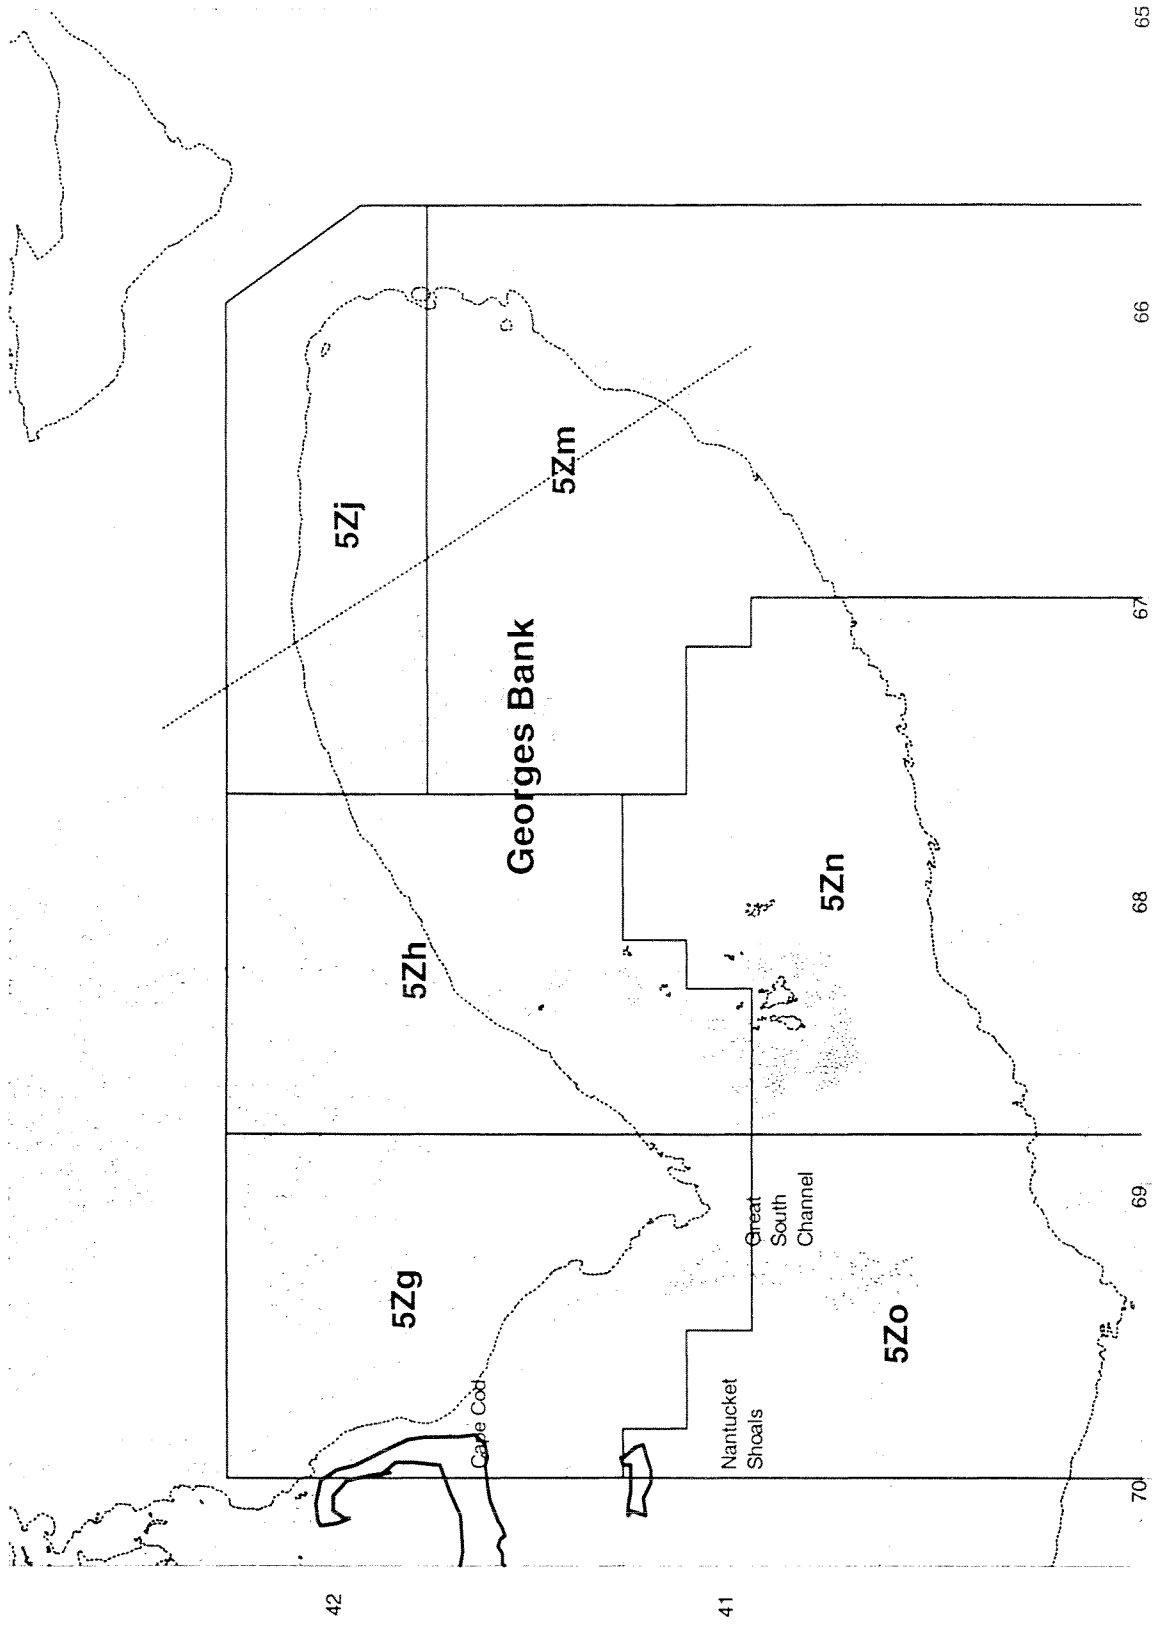 42
41
5Zg
5Zh
5Zj
5Zm
Georges Bank
5Zn
5Zo
Cape Cod
Nantucket
Shoals
Great
South
Channel
70
69
68
67
66
65